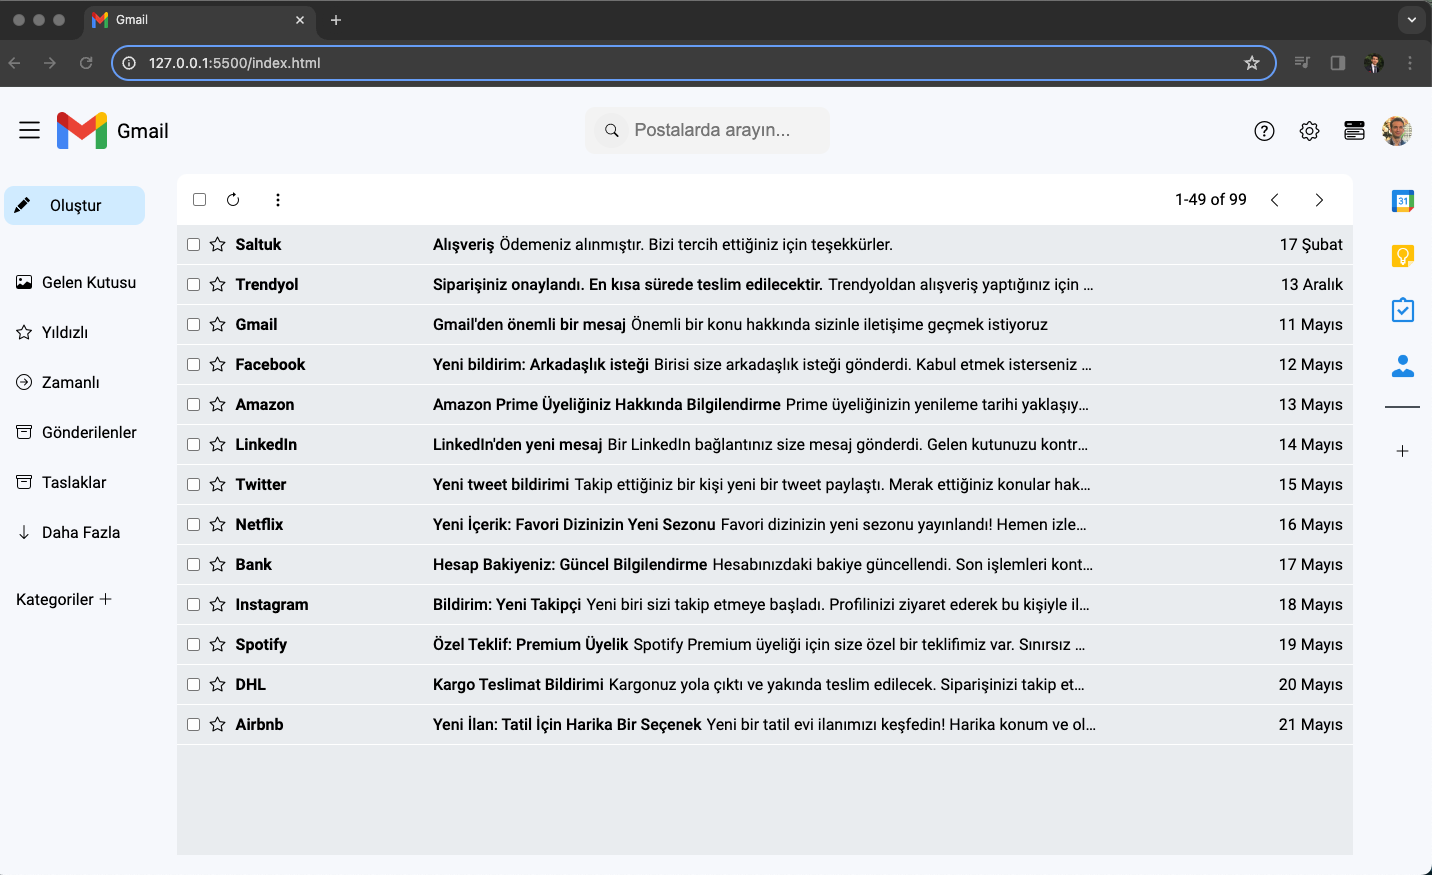 Gmail
127.0.0.1:5500/index.html
Gmail
Postalarda arayın...
Oluştur
1-49 of 99
31
Saltuk Alışveriş Ödemeniz alınmıştır. Bizi tercih ettiğiniz için teşekkürler. 17 Şubat
Trendyol Siparişiniz onaylandı. En kısa sürede teslim edilecektir. Trendyoldan alışveriş yaptığınız için ... 13 Aralık
Gmail Gmail'den önemli bir mesaj Önemli bir konu hakkında sizinle iletişime geçmek istiyoruz 11 Mayıs
Facebook Yeni bildirim: Arkadaşlık isteği Birisi size arkadaşlık isteği gönderdi. Kabul etmek isterseniz ... 12 Mayıs
Amazon Amazon Prime Üyeliğiniz Hakkında Bilgilendirme Prime üyeliğinizin yenileme tarihi yaklaşıy... 13 Mayıs
LinkedIn LinkedIn'den yeni mesaj Bir LinkedIn bağlantınız size mesaj gönderdi. Gelen kutunuzu kontr... 14 Mayıs
Twitter Yeni tweet bildirimi Takip ettiğiniz bir kişi yeni bir tweet paylaştı. Merak ettiğiniz konular hak... 15 Mayıs
Netflix Yeni İçerik: Favori Dizinizin Yeni Sezonu Favori dizinizin yeni sezonu yayınlandı! Hemen izle... 16 Mayıs
Bank Hesap Bakiyeniz: Güncel Bilgilendirme Hesabınızdaki bakiye güncellendi. Son işlemleri kont... 17 Mayıs
Instagram Bildirim: Yeni Takipçi Yeni biri sizi takip etmeye başladı. Profilinizi ziyaret ederek bu kişiyle il... 18 Mayıs
Spotify Özel Teklif: Premium Üyelik Spotify Premium üyeliği için size özel bir teklifimiz var. Sınırsız ... 19 Mayıs
DHL Kargo Teslimat Bildirimi Kargonuz yola çıktı ve yakında teslim edilecek. Siparişinizi takip et... 20 Mayıs
Airbnb Yeni İlan: Tatil İçin Harika Bir Seçenek Yeni bir tatil evi ilanımızı keşfedin! Harika konum ve ol... 21 Mayıs
Gelen Kutusu
Yıldızlı
Zamanlı
Gönderilenler
Taslaklar
Daha Fazla
Kategoriler